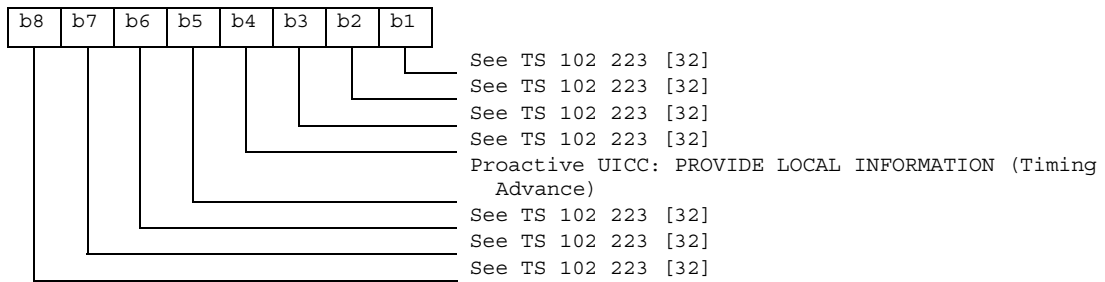 b8 b7 b6 b5 b4 b3 b2 b1
See TS 102 223 [32]
See TS 102 223 [32]
See TS 102 223 [32]
See TS 102 223 [32]
Proactive UICC: PROVIDE LOCAL INFORMATION (Timing
Advance)
See TS 102 223 [32]
See TS 102 223 [32]
See TS 102 223 [32]